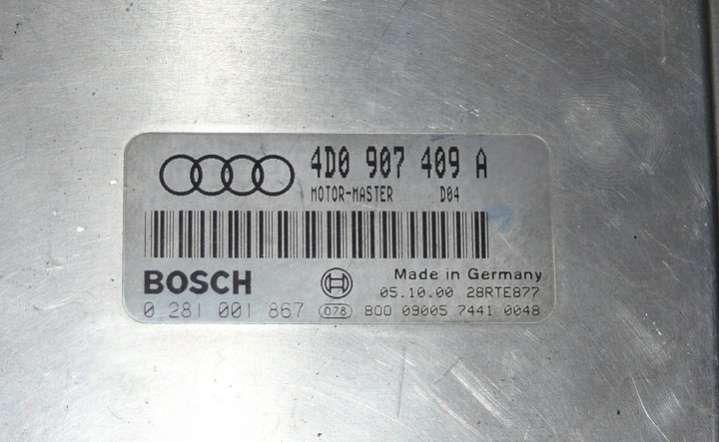 4D0 907 409 A
MOTOR-MASTER D04
BOSCH
Made in Germany
05.10.00 28RTE877
0 281 001 867 078 800 09005 7441 0048